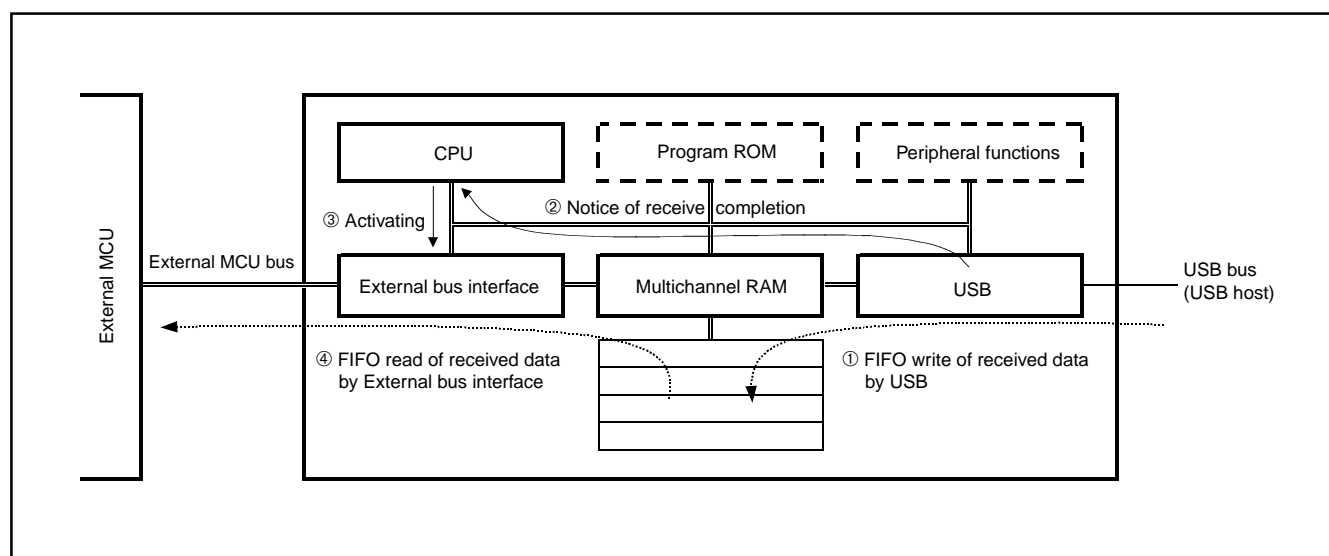 CPU
Program ROM
Peripheral functions
③ Activating
② Notice of receive completion
External MCU
External MCU bus
External bus interface
Multichannel RAM
USB
USB bus
(USB host)
④ FIFO read of received data
by External bus interface
① FIFO write of received data
by USB